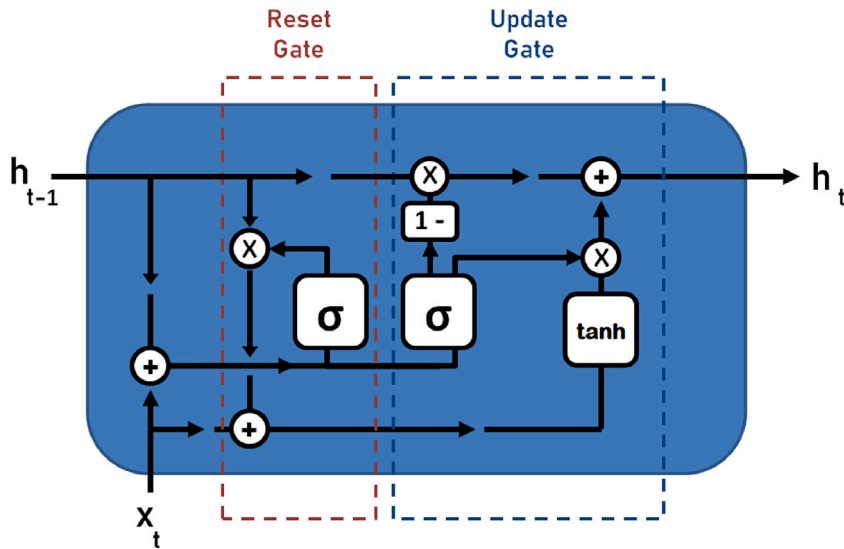 Reset
Gate
Update
Gate
h t-1
X
+
h t
1 -
X
X
σ
σ
tanh
+
+
X t